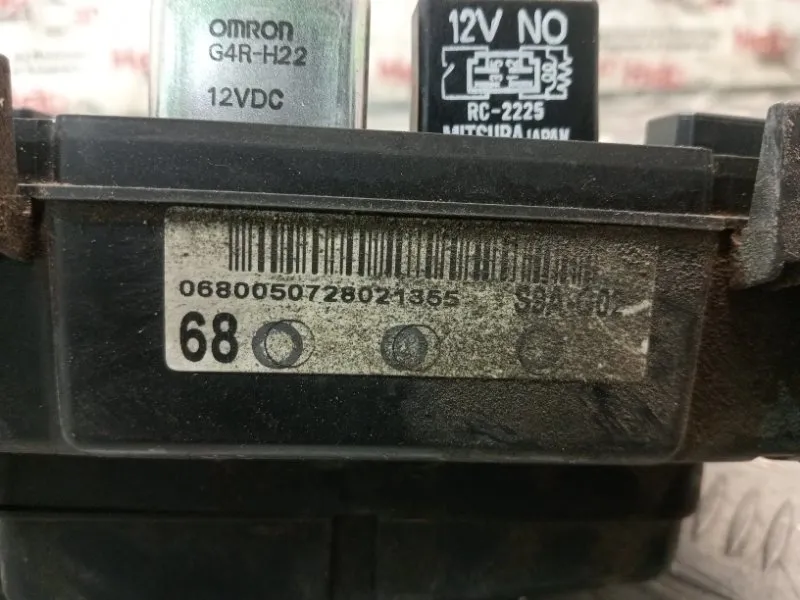 OMRON
G4R-H22
12VDC
12V NO
RC-2225
MITSUBA JAPAN
0680050728021355
68